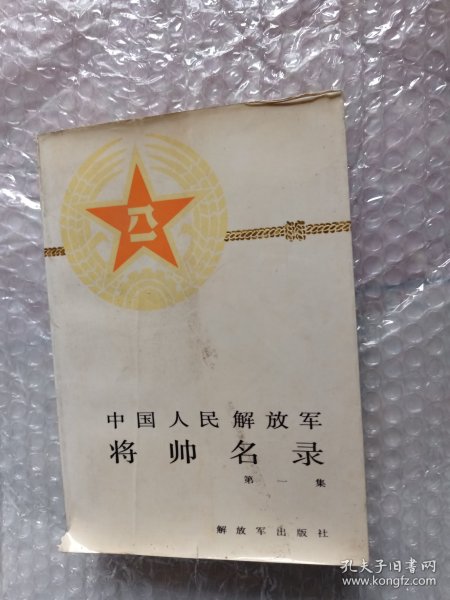 八一
中国人民解放军
将帅名录
第一集
解放军出版社
孔夫子旧书网
www.kongfz.com